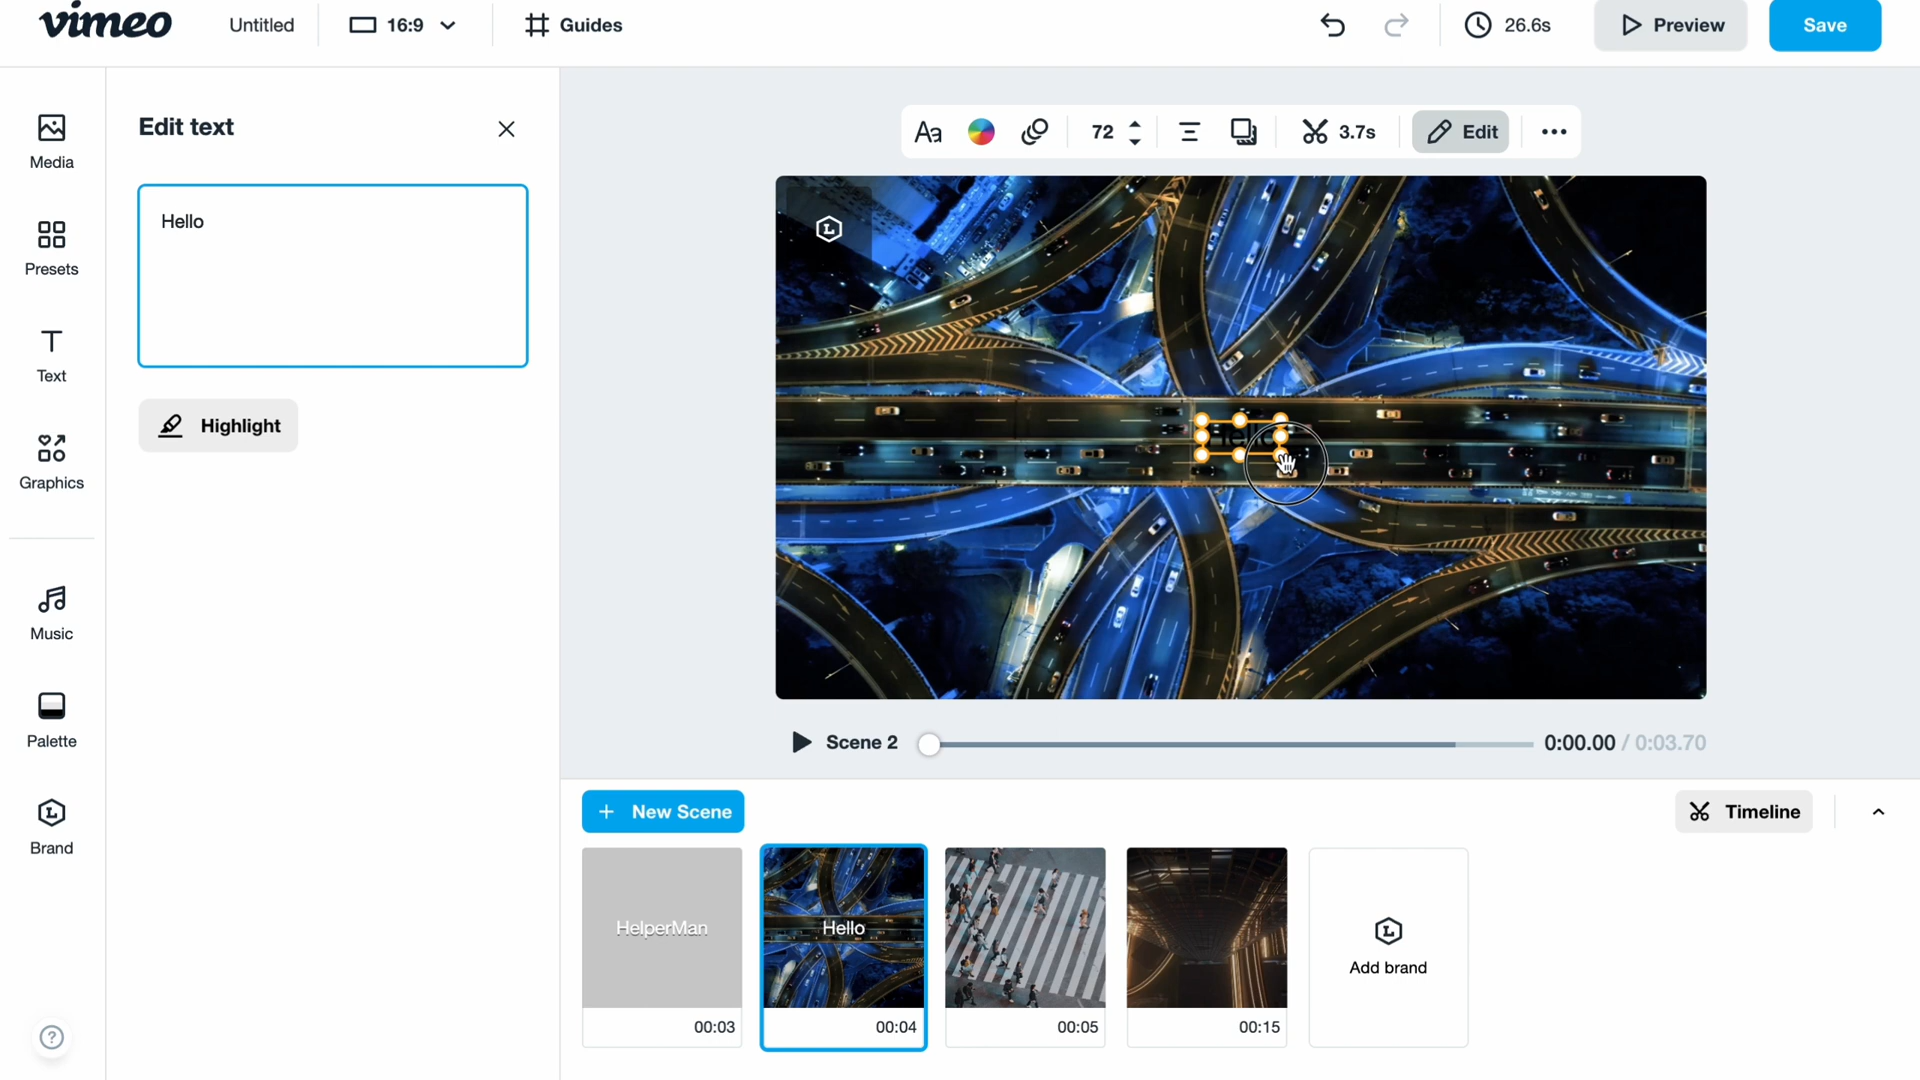 vimeo
Untitled
16:9
Guides
26.6s
Preview
Save
Media
Presets
Text
Graphics
Music
Palette
Brand
Edit text
Hello
Highlight
Aa
72
3.7s
Edit
Hello
Scene 2
0:00.00 / 0:03.70
New Scene
Timeline
HelperMan
00:03
Hello
00:04
00:05
00:15
Add brand